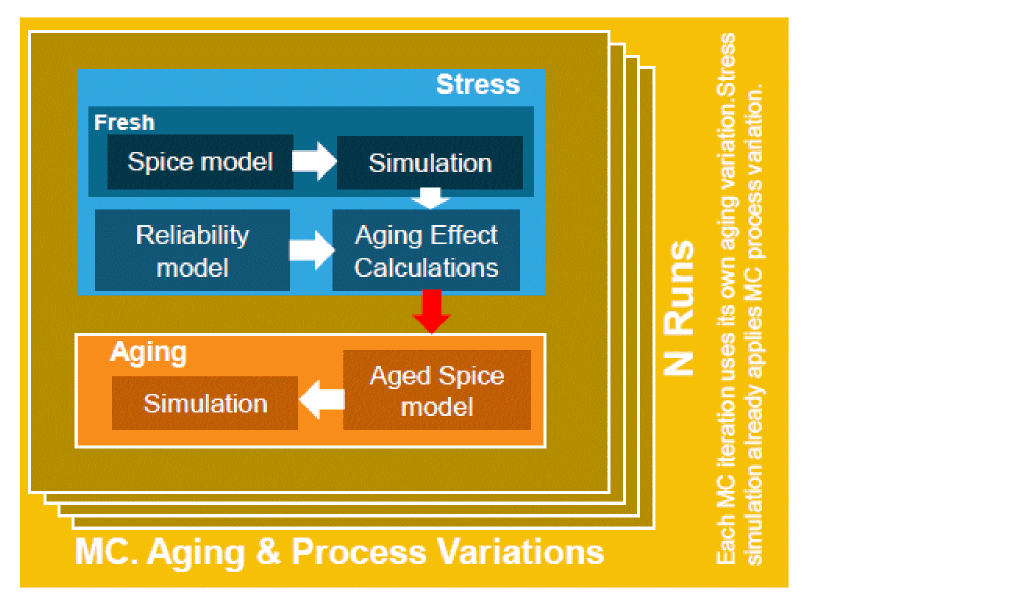 Stress
Fresh
Spice model
Simulation
Reliability
model
Aging Effect
Calculations
Aging
Simulation
Aged Spice
model
MC. Aging & Process Variations
N Runs
Each MC iteration uses its own aging variation.Stress
simulation already applies MC process variation.